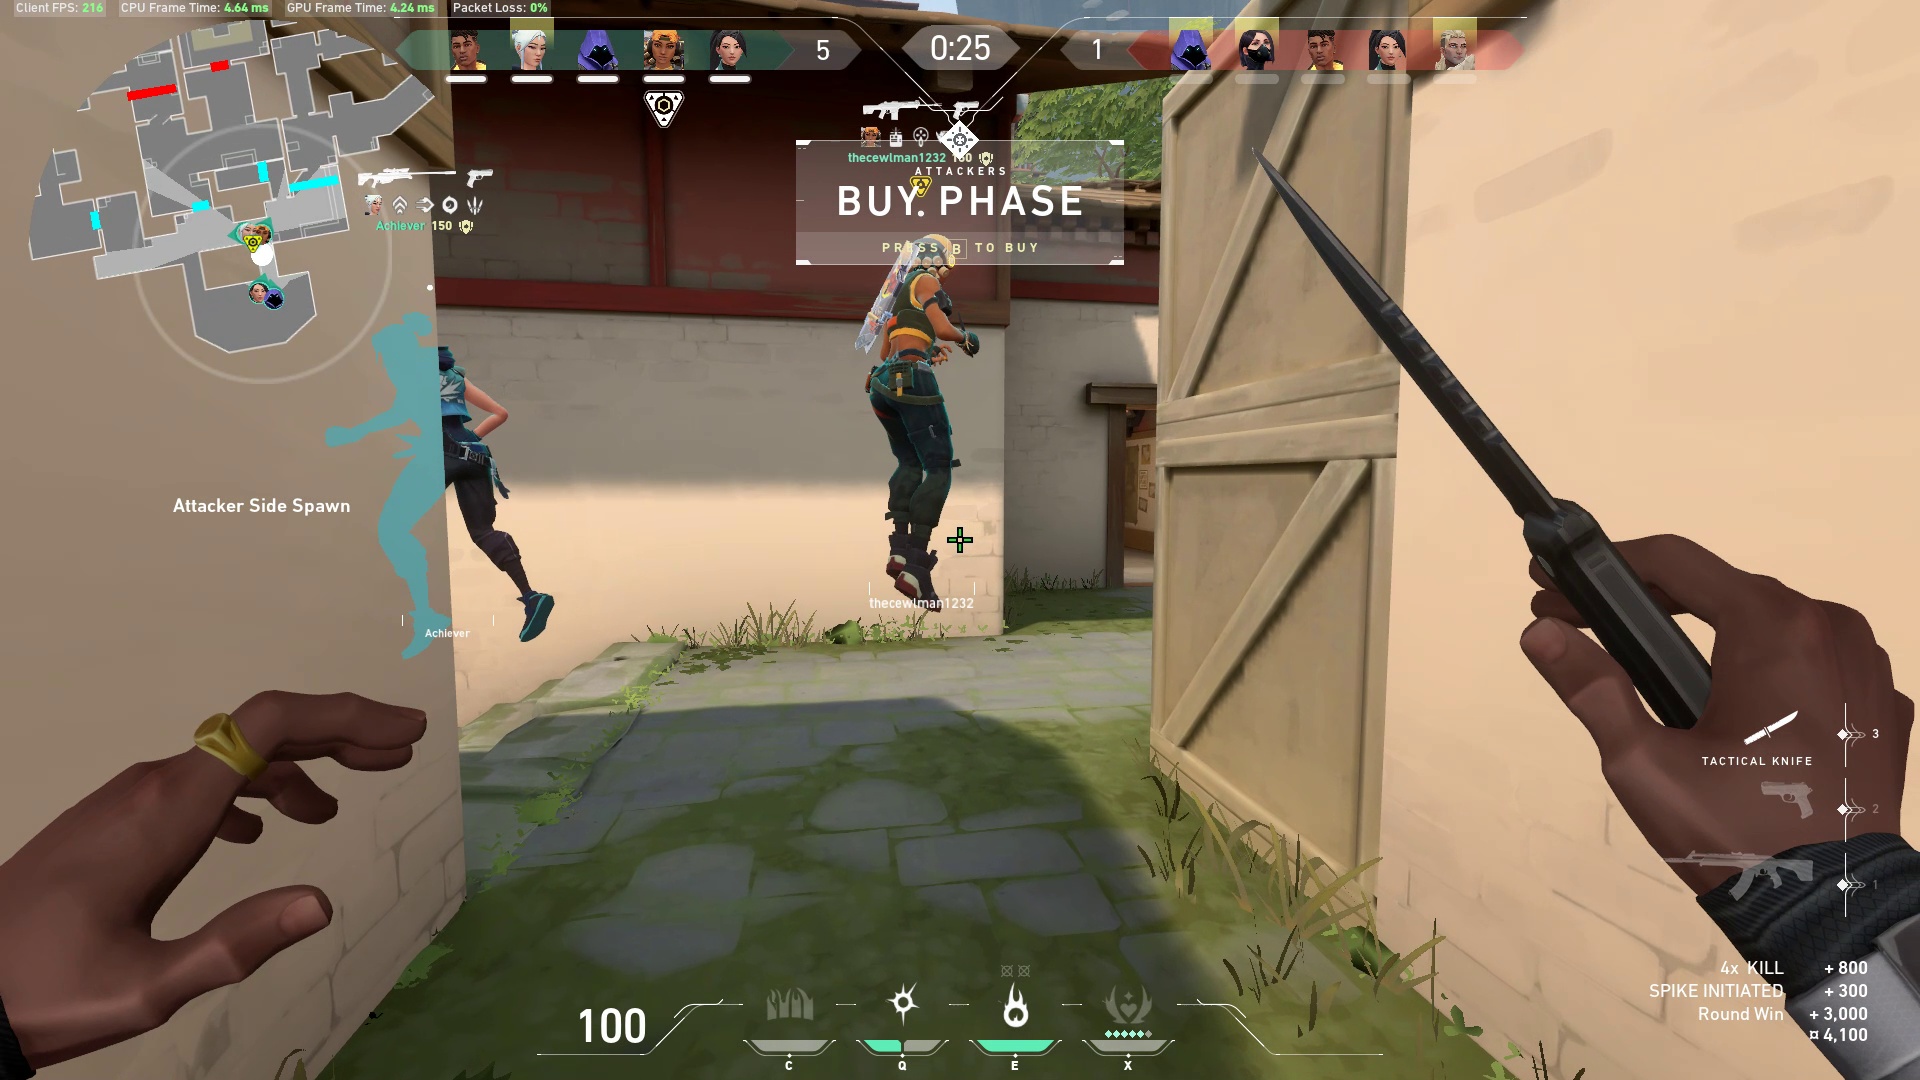 Client FPS: 216 CPU Frame Time: 4.64 ms GPU Frame Time: 4.24 ms Packet Loss: 0%
5 0:25 1
thecewlman1232 150
ATTACKERS
BUY PHASE
PRESS B TO BUY
Achiever 150
Attacker Side Spawn
thecewlman1232
Achiever
3
TACTICAL KNIFE
2
1
4x KILL + 800
SPIKE INITIATED + 300
Round Win + 3,000
¤ 4,100
100
C Q E X